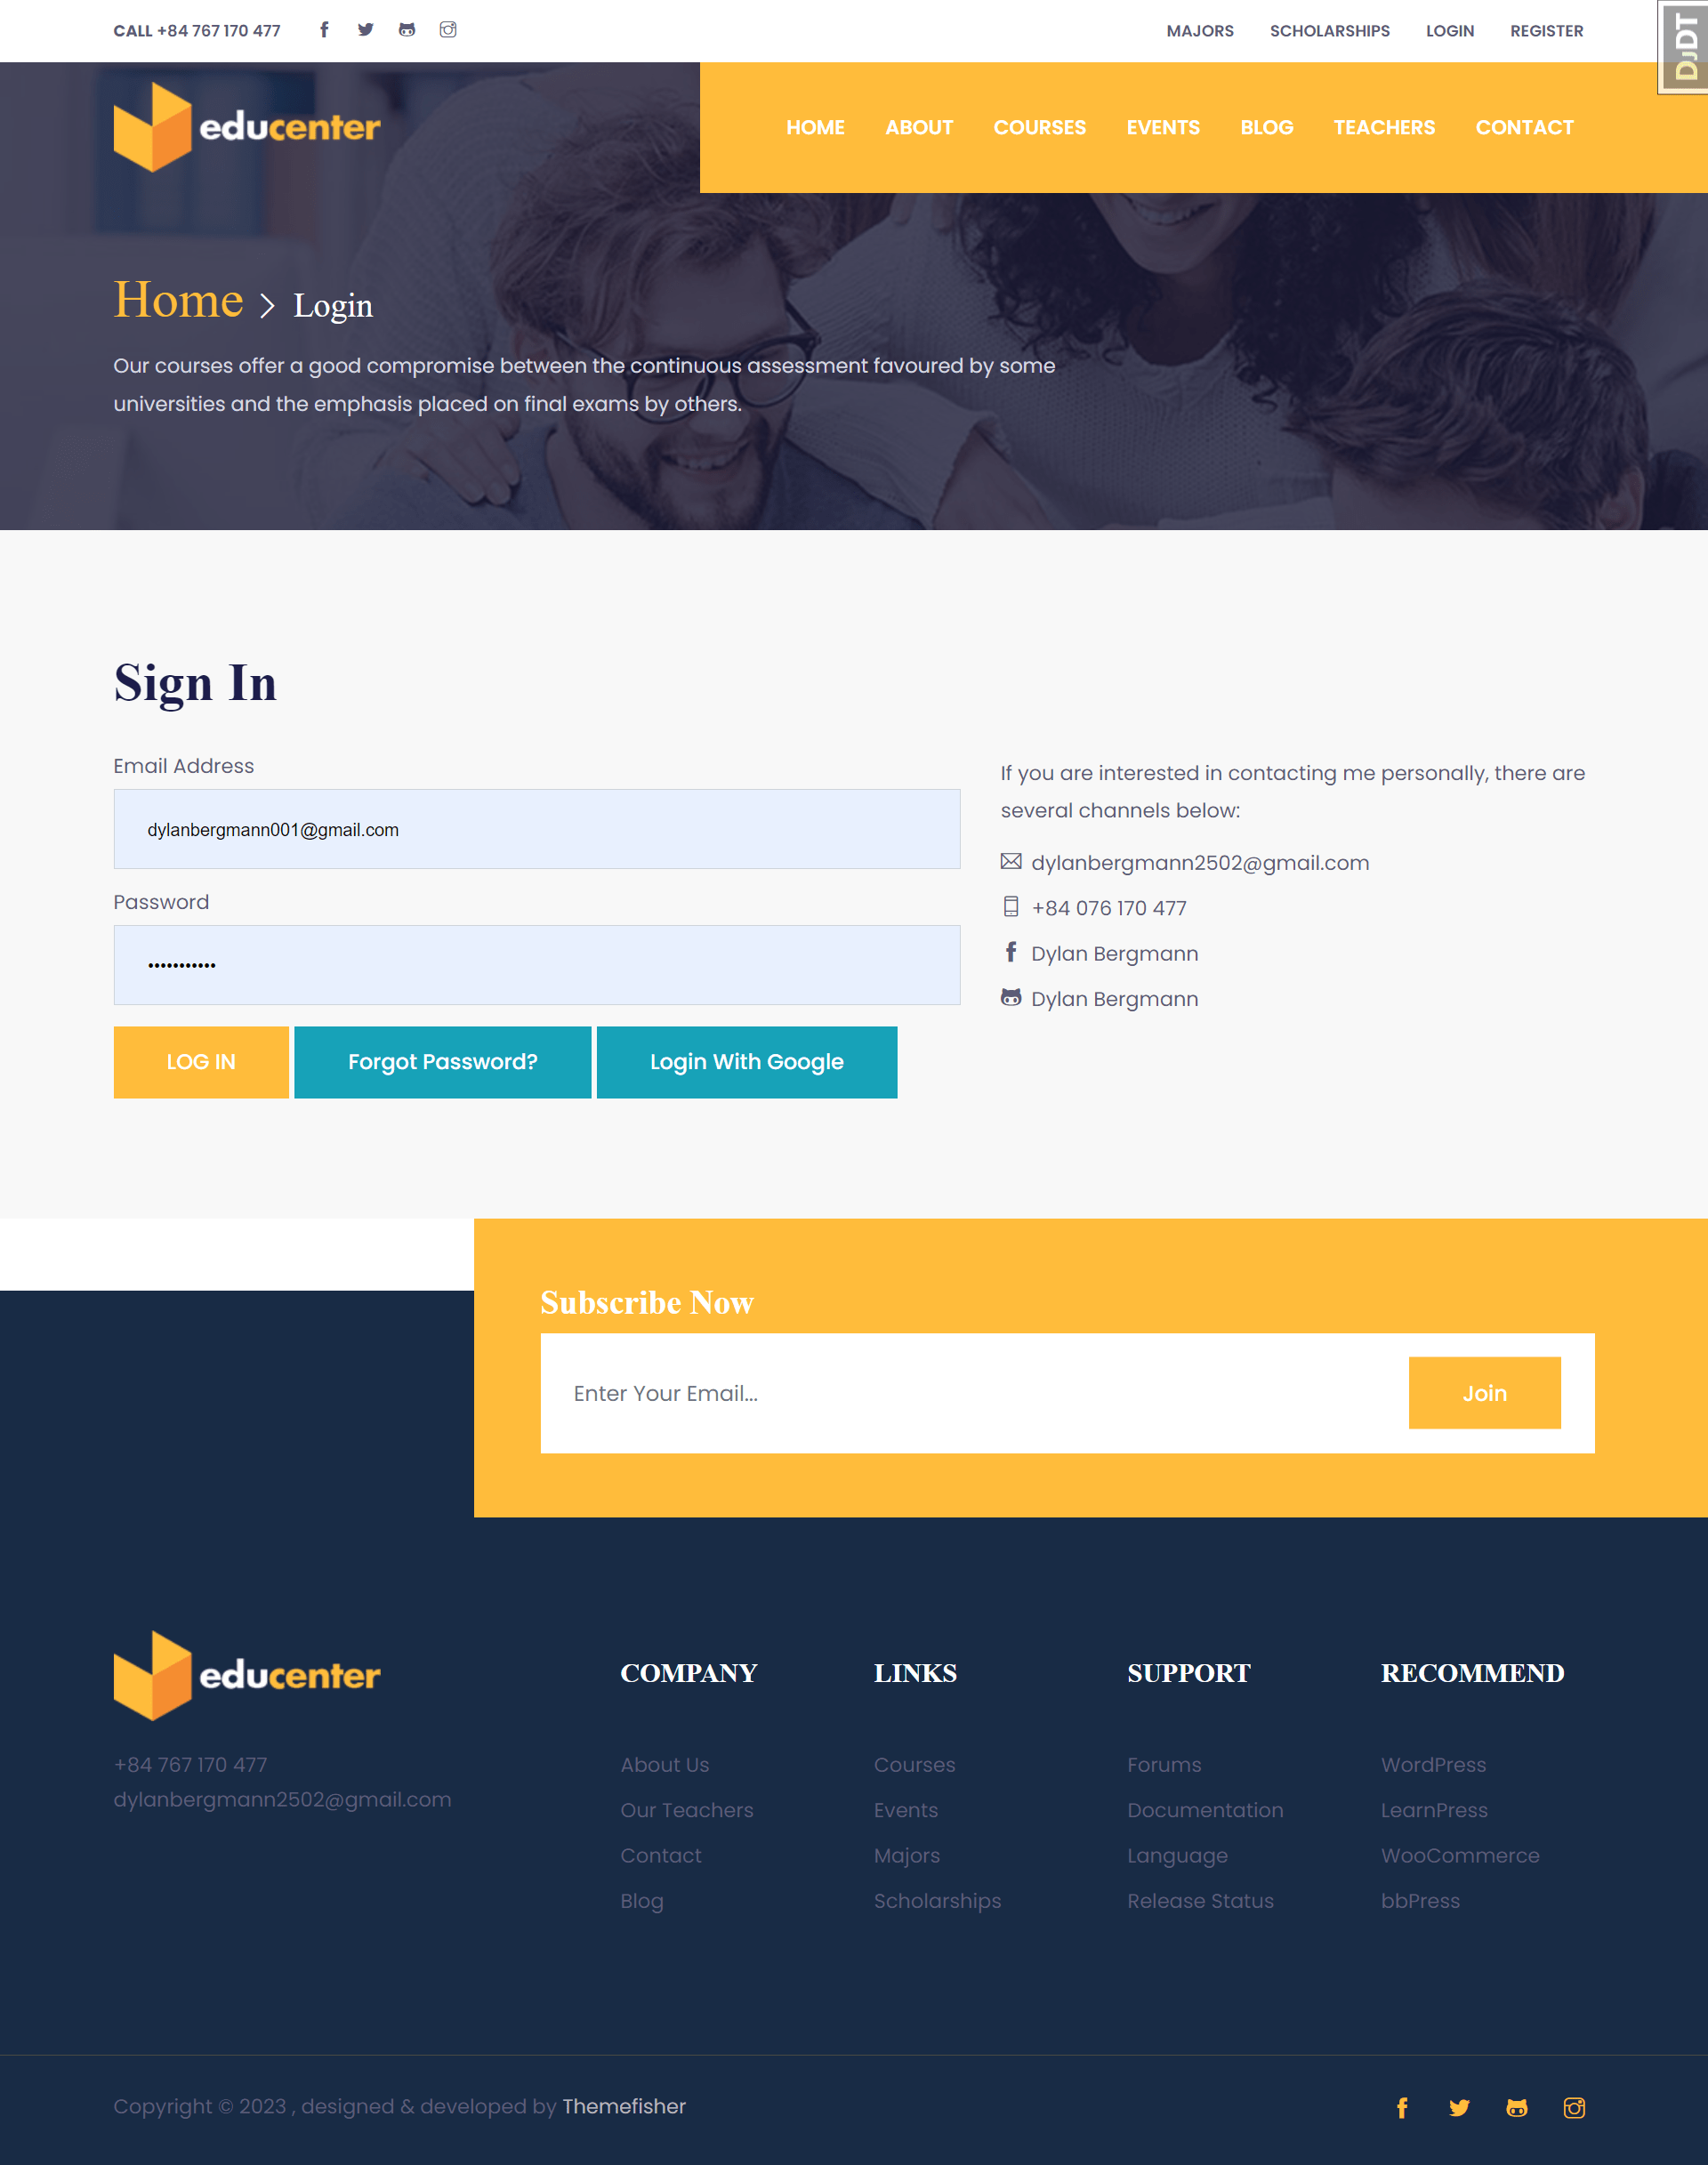 CALL +84 767 170 477
MAJORS SCHOLARSHIPS LOGIN REGISTER
DJDT
educenter
HOME ABOUT COURSES EVENTS BLOG TEACHERS CONTACT
Home > Login
Our courses offer a good compromise between the continuous assessment favoured by some
universities and the emphasis placed on final exams by others.
Sign In
Email Address
dylanbergmann001@gmail.com
Password
•••••••••••
LOG IN
Forgot Password?
Login With Google
If you are interested in contacting me personally, there are
several channels below:
dylanbergmann2502@gmail.com
+84 076 170 477
Dylan Bergmann
Dylan Bergmann
Subscribe Now
Enter Your Email...
Join
educenter
+84 767 170 477
dylanbergmann2502@gmail.com
COMPANY
About Us
Our Teachers
Contact
Blog
LINKS
Courses
Events
Majors
Scholarships
SUPPORT
Forums
Documentation
Language
Release Status
RECOMMEND
WordPress
LearnPress
WooCommerce
bbPress
Copyright © 2023 , designed & developed by Themefisher